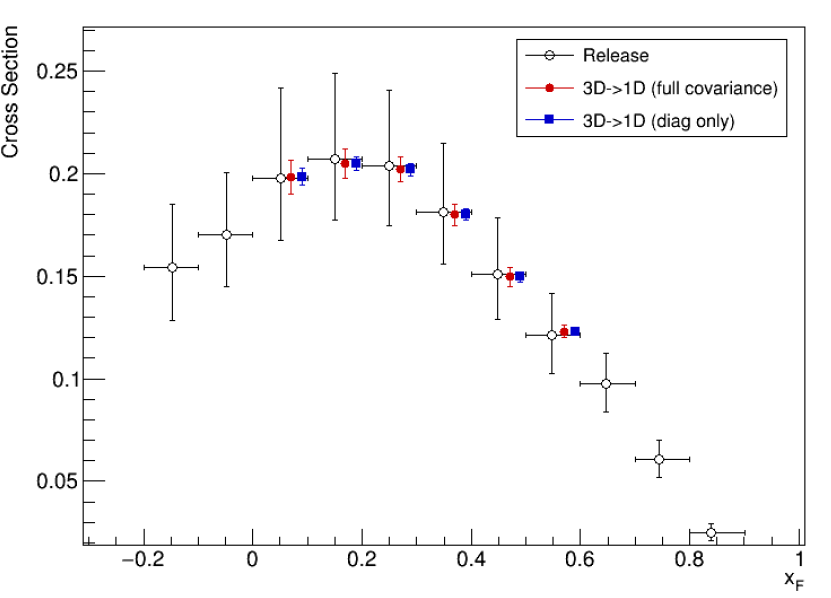 Cross Section
Release
3D->1D (full covariance)
3D->1D (diag only)
0.25
0.2
0.15
0.1
0.05
−0.2 0 0.2 0.4 0.6 0.8 1
x_F